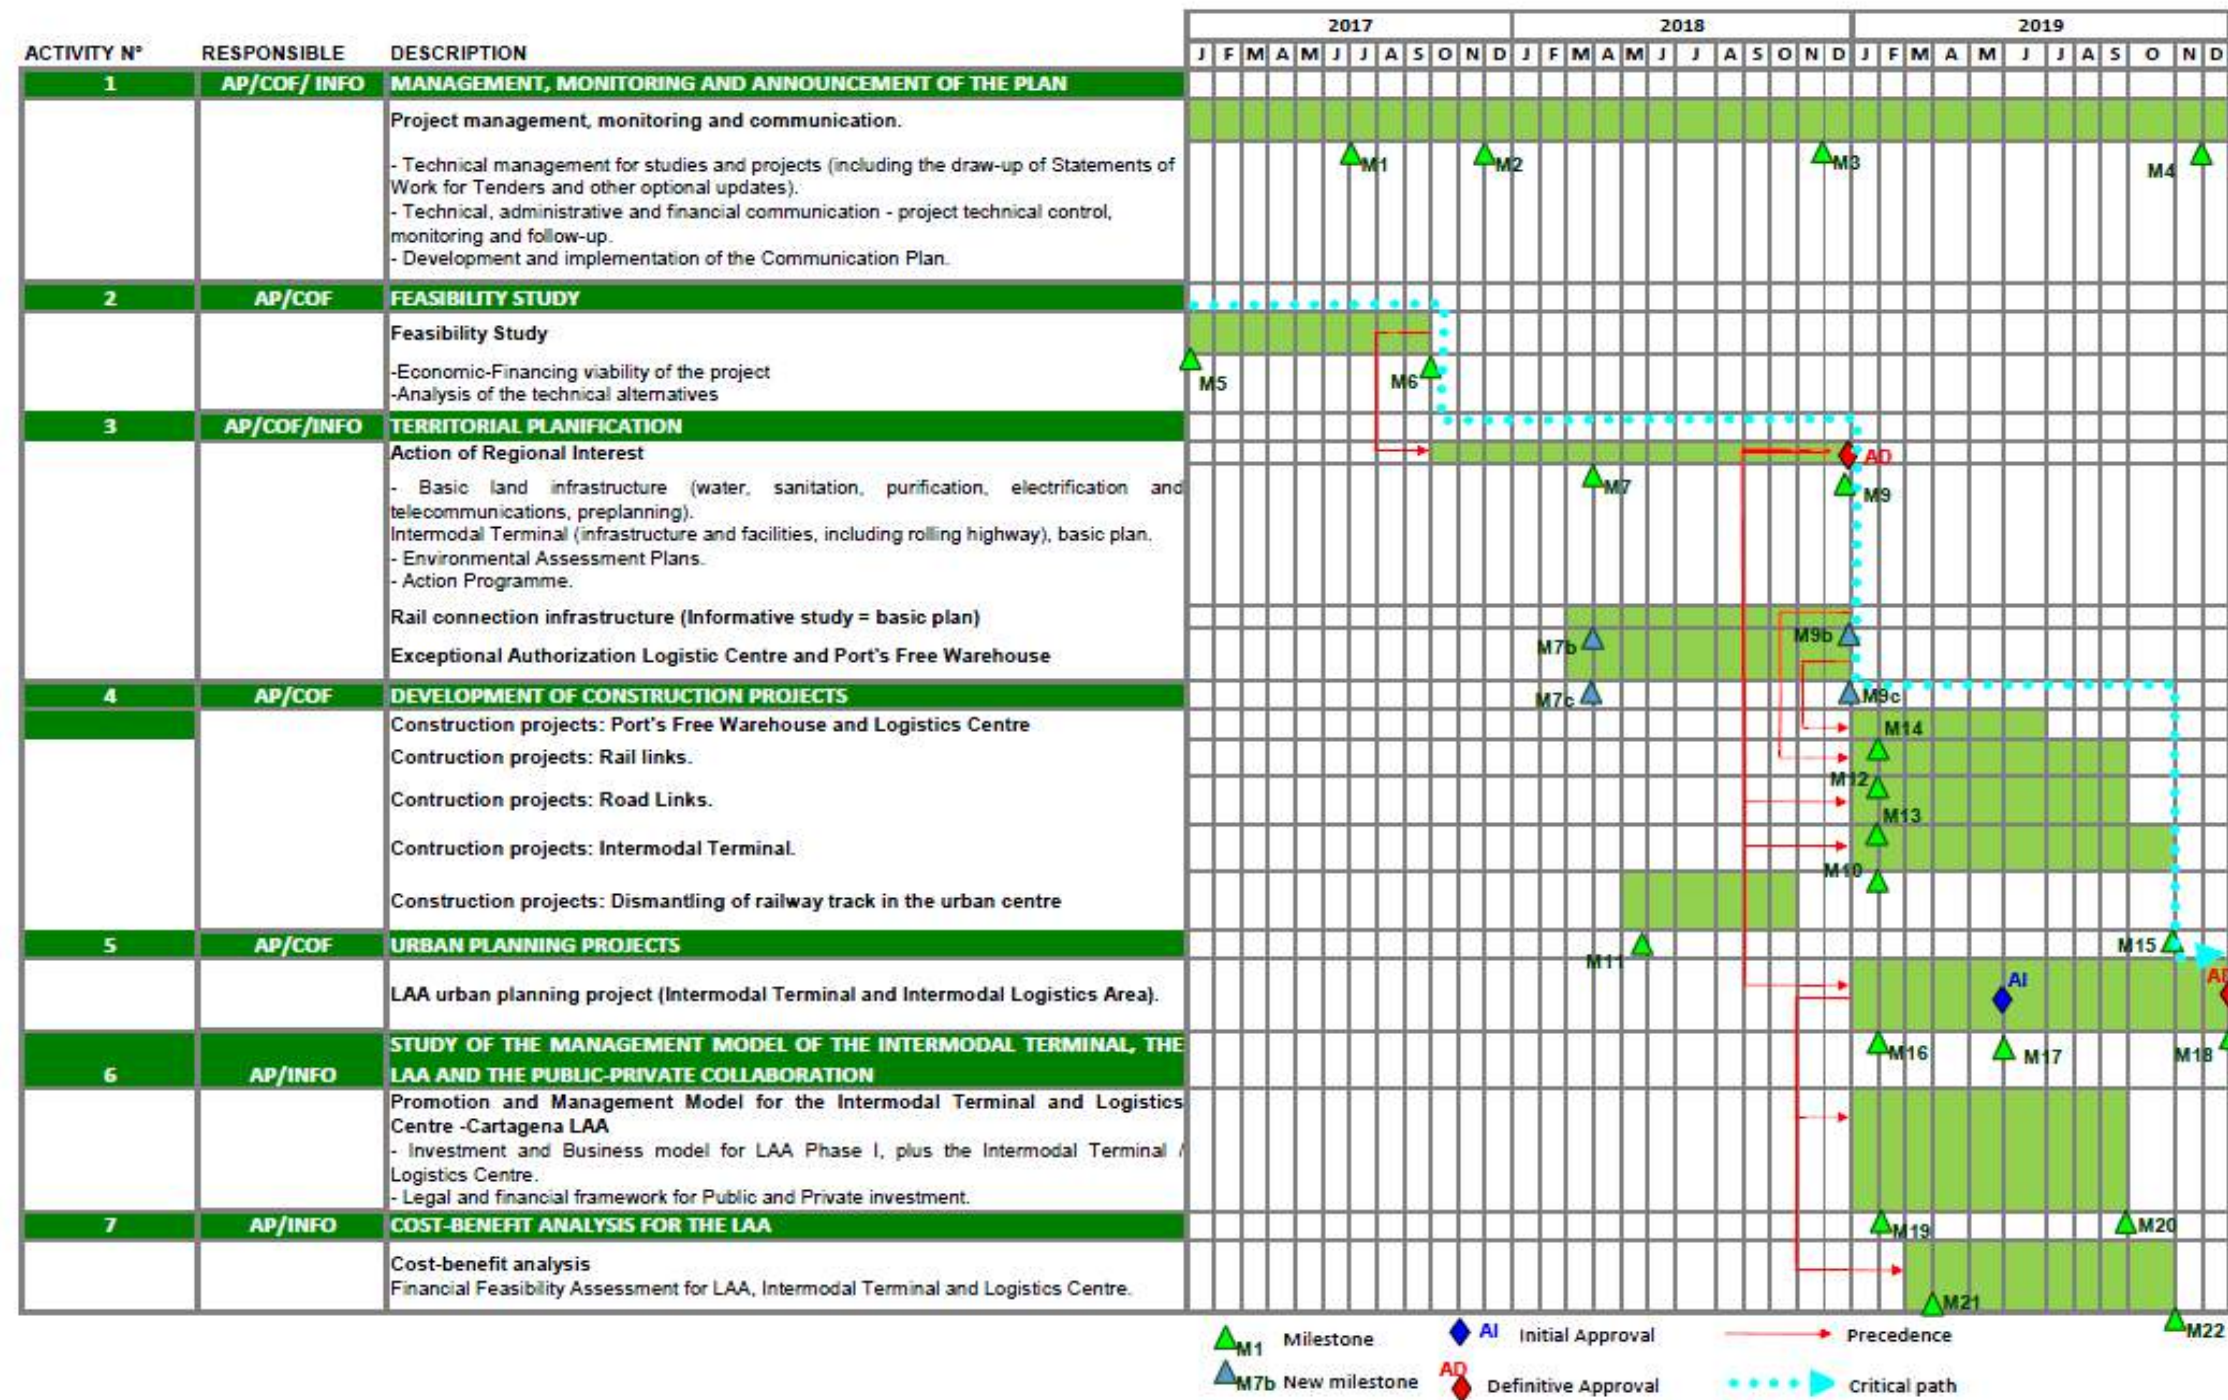 2017 2018 2019
ACTIVITY N° RESPONSIBLE DESCRIPTION J F M A M J J A S O N D J F M A M J J A S O N D J F M A M J J A S O N D
1 AP/COF/ INFO MANAGEMENT, MONITORING AND ANNOUNCEMENT OF THE PLAN
Project management, monitoring and communication.
- Technical management for studies and projects (including the draw-up of Statements of M1 M2 M3 M4
Work for Tenders and other optional updates).
- Technical, administrative and financial communication - project technical control,
monitoring and follow-up.
- Development and implementation of the Communication Plan.
2 AP/COF FEASIBILITY STUDY
Feasibility Study
-Economic-Financing viability of the project M5 M6
-Analysis of the technical alternatives
3 AP/COF/INFO TERRITORIAL PLANIFICATION
Action of Regional Interest AD
- Basic land infrastructure (water, sanitation, purification, electrification and M7 M9
telecommunications, preplanning).
Intermodal Terminal (infrastructure and facilities, including rolling highway), basic plan.
- Environmental Assessment Plans.
- Action Programme.
Rail connection infrastructure (Informative study = basic plan)
M7b M9b
Exceptional Authorization Logistic Centre and Port's Free Warehouse
4 AP/COF DEVELOPMENT OF CONSTRUCTION PROJECTS M7c M9c
Construction projects: Port's Free Warehouse and Logistics Centre M14
Contruction projects: Rail links.
M12
Contruction projects: Road Links.
M13
Contruction projects: Intermodal Terminal.
M10
Construction projects: Dismantling of railway track in the urban centre
5 AP/COF URBAN PLANNING PROJECTS M15
M11
AI AD
LAA urban planning project (Intermodal Terminal and Intermodal Logistics Area).
STUDY OF THE MANAGEMENT MODEL OF THE INTERMODAL TERMINAL, THE
M16 M17 M18
6 AP/INFO LAA AND THE PUBLIC-PRIVATE COLLABORATION
Promotion and Management Model for the Intermodal Terminal and Logistics
Centre -Cartagena LAA
- Investment and Business model for LAA Phase I, plus the Intermodal Terminal /
Logistics Centre.
- Legal and financial framework for Public and Private investment.
7 AP/INFO COST-BENEFIT ANALYSIS FOR THE LAA M19 M20
Cost-benefit analysis
Financial Feasibility Assessment for LAA, Intermodal Terminal and Logistics Centre.
M21
M22
M1 Milestone AI Initial Approval Precedence
M7b New milestone AD Definitive Approval Critical path